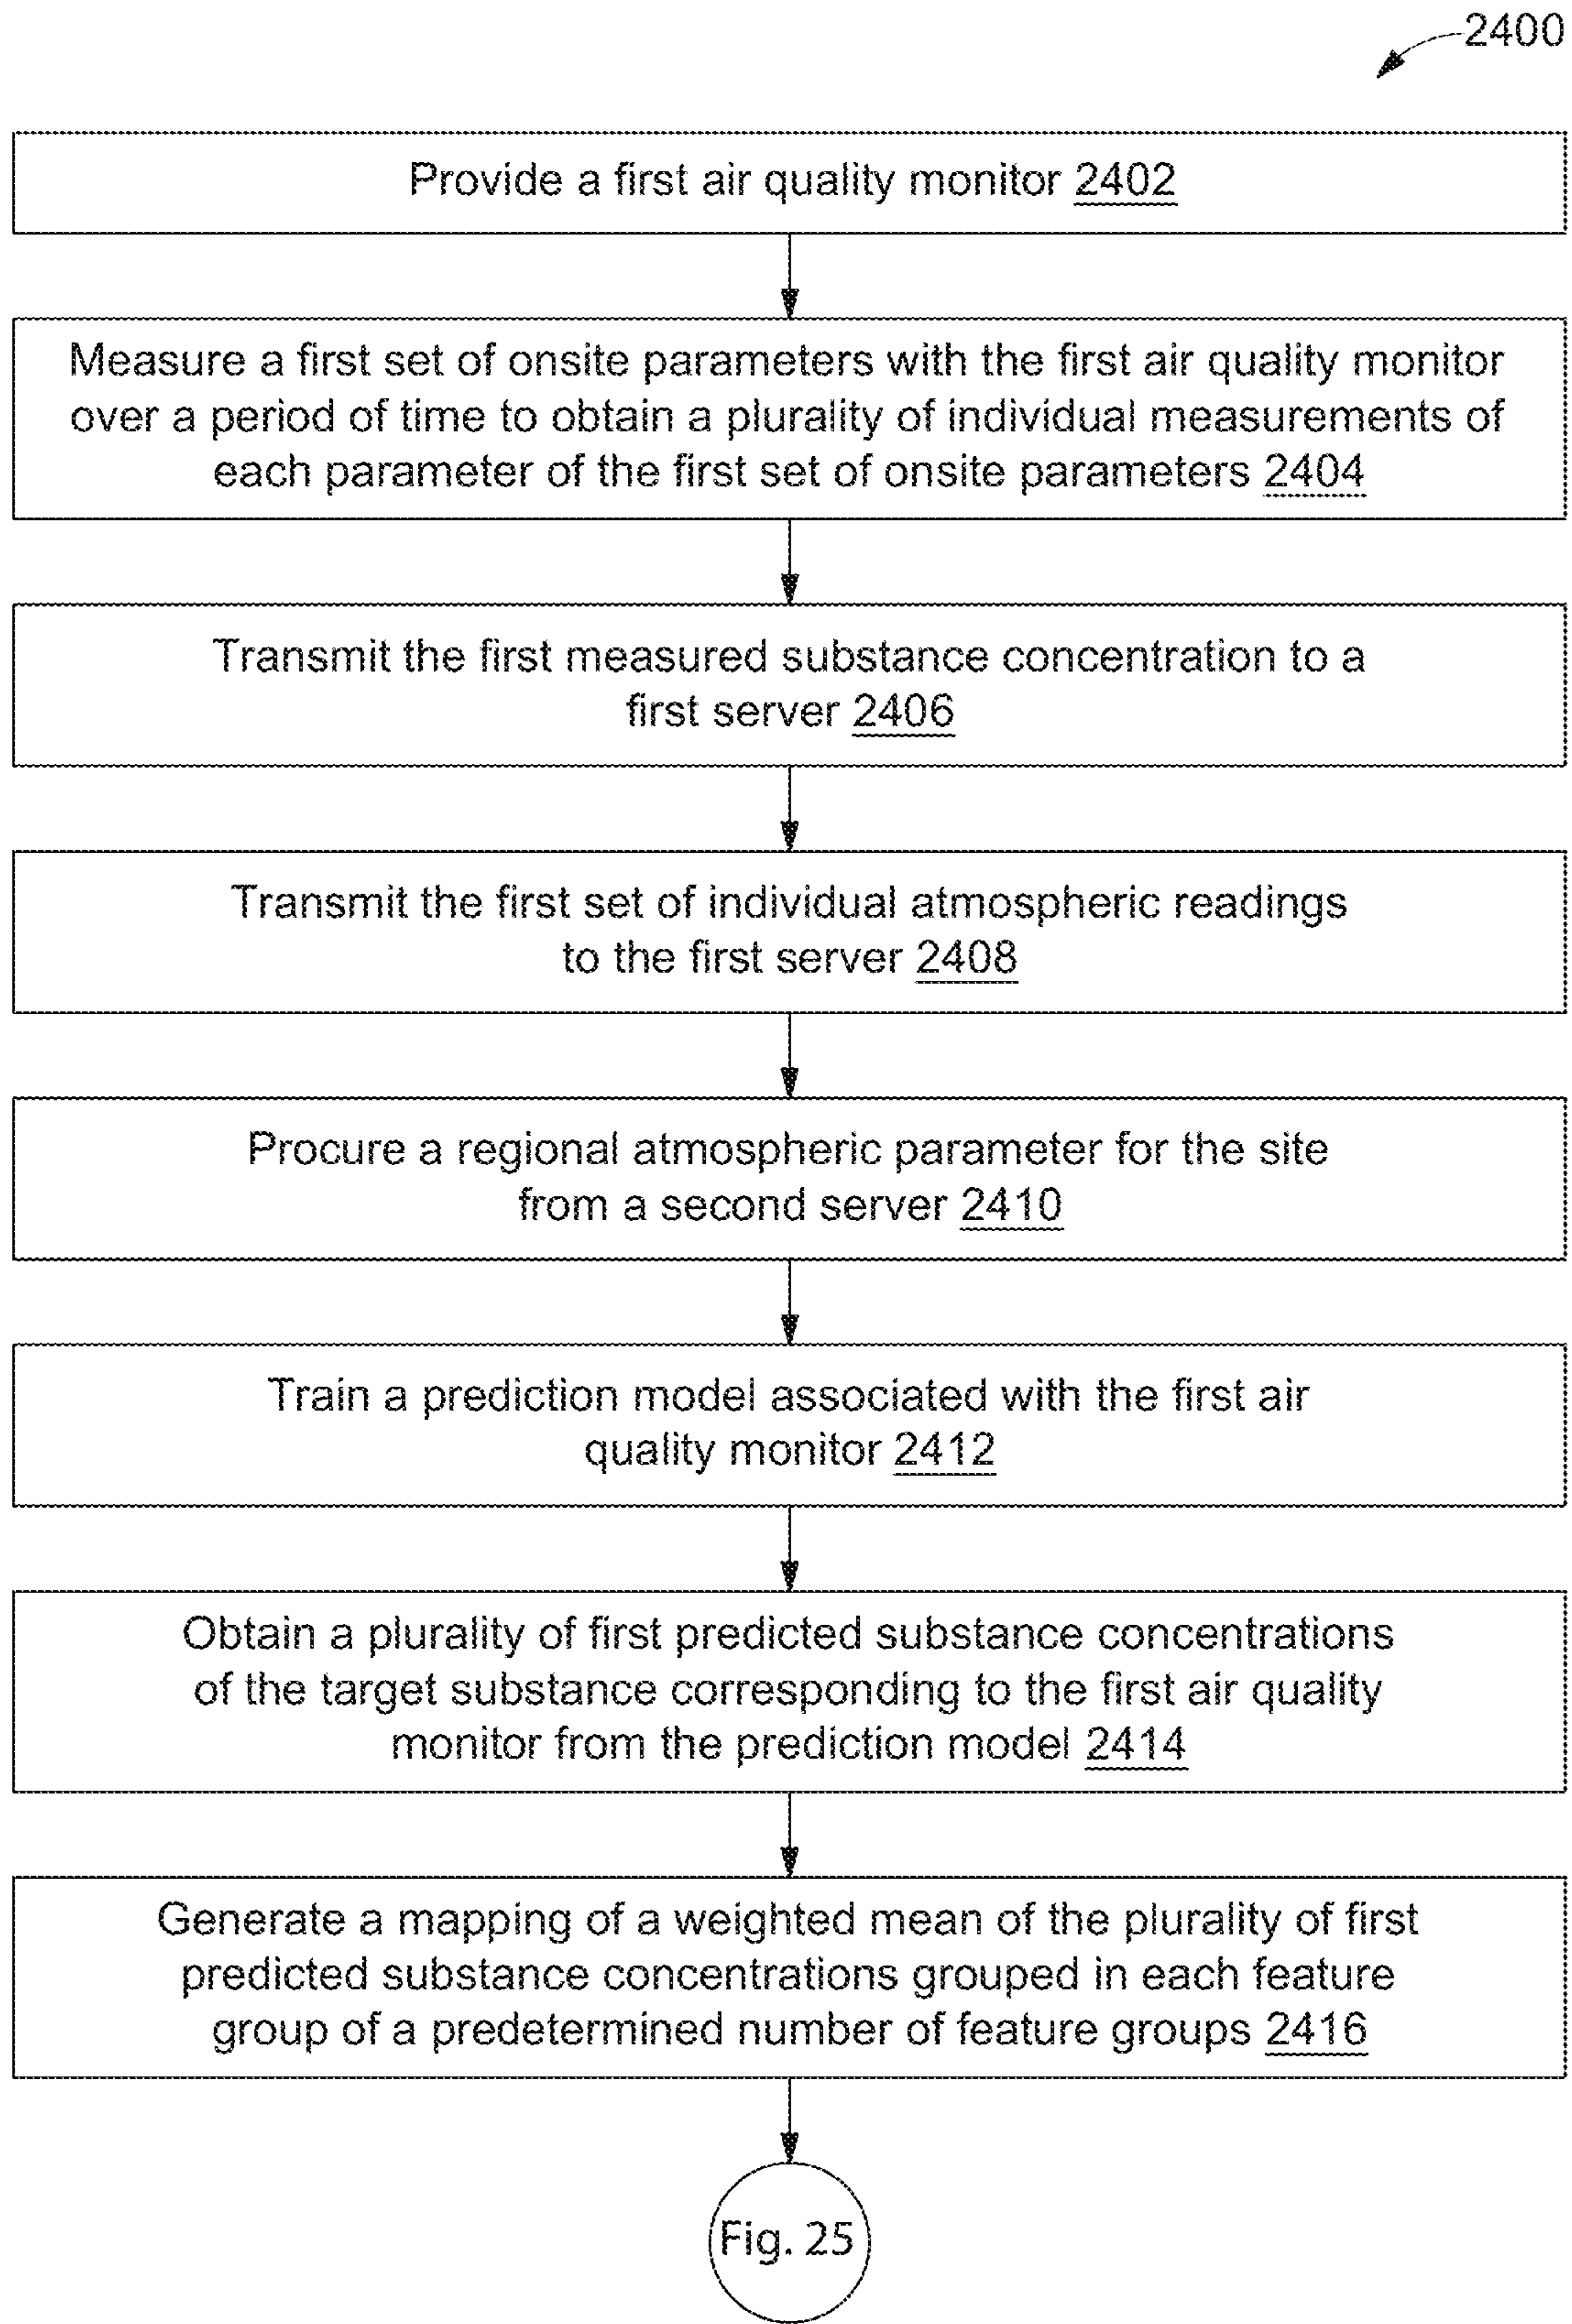 2400
Provide a first air quality monitor 2402
Measure a first set of onsite parameters with the first air quality monitor
over a period of time to obtain a plurality of individual measurements of
each parameter of the first set of onsite parameters 2404
Transmit the first measured substance concentration to a
first server 2406
Transmit the first set of individual atmospheric readings
to the first server 2408
Procure a regional atmospheric parameter for the site
from a second server 2410
Train a prediction model associated with the first air
quality monitor 2412
Obtain a plurality of first predicted substance concentrations
of the target substance corresponding to the first air quality
monitor from the prediction model 2414
Generate a mapping of a weighted mean of the plurality of first
predicted substance concentrations grouped in each feature
group of a predetermined number of feature groups 2416
Fig. 25